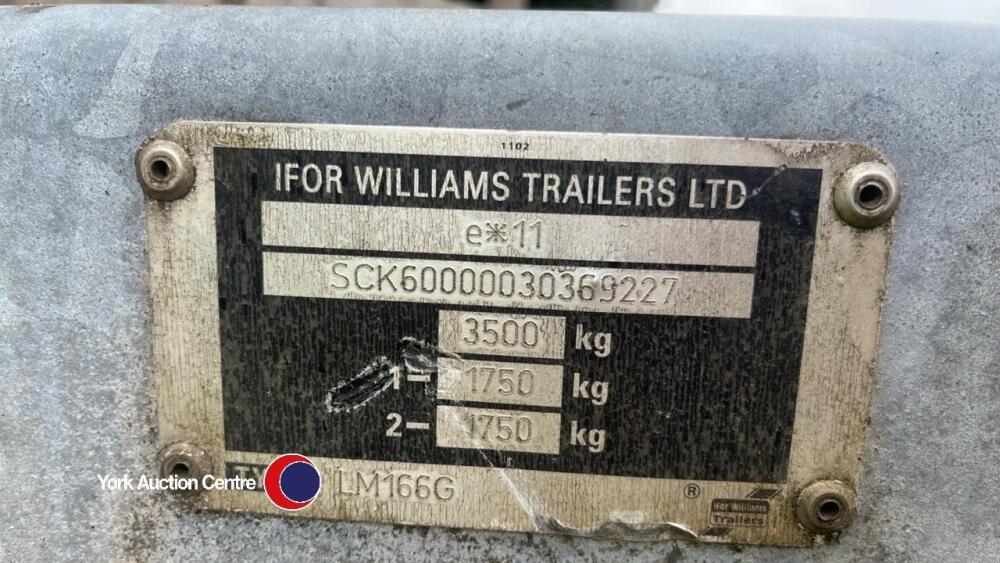 1102
IFOR WILLIAMS TRAILERS LTD
e*11
SCK60000030369227
3500 kg
1- 1750 kg
2- 1750 kg
York Auction Centre
LM166G ®
Ifor Williams
Trailers